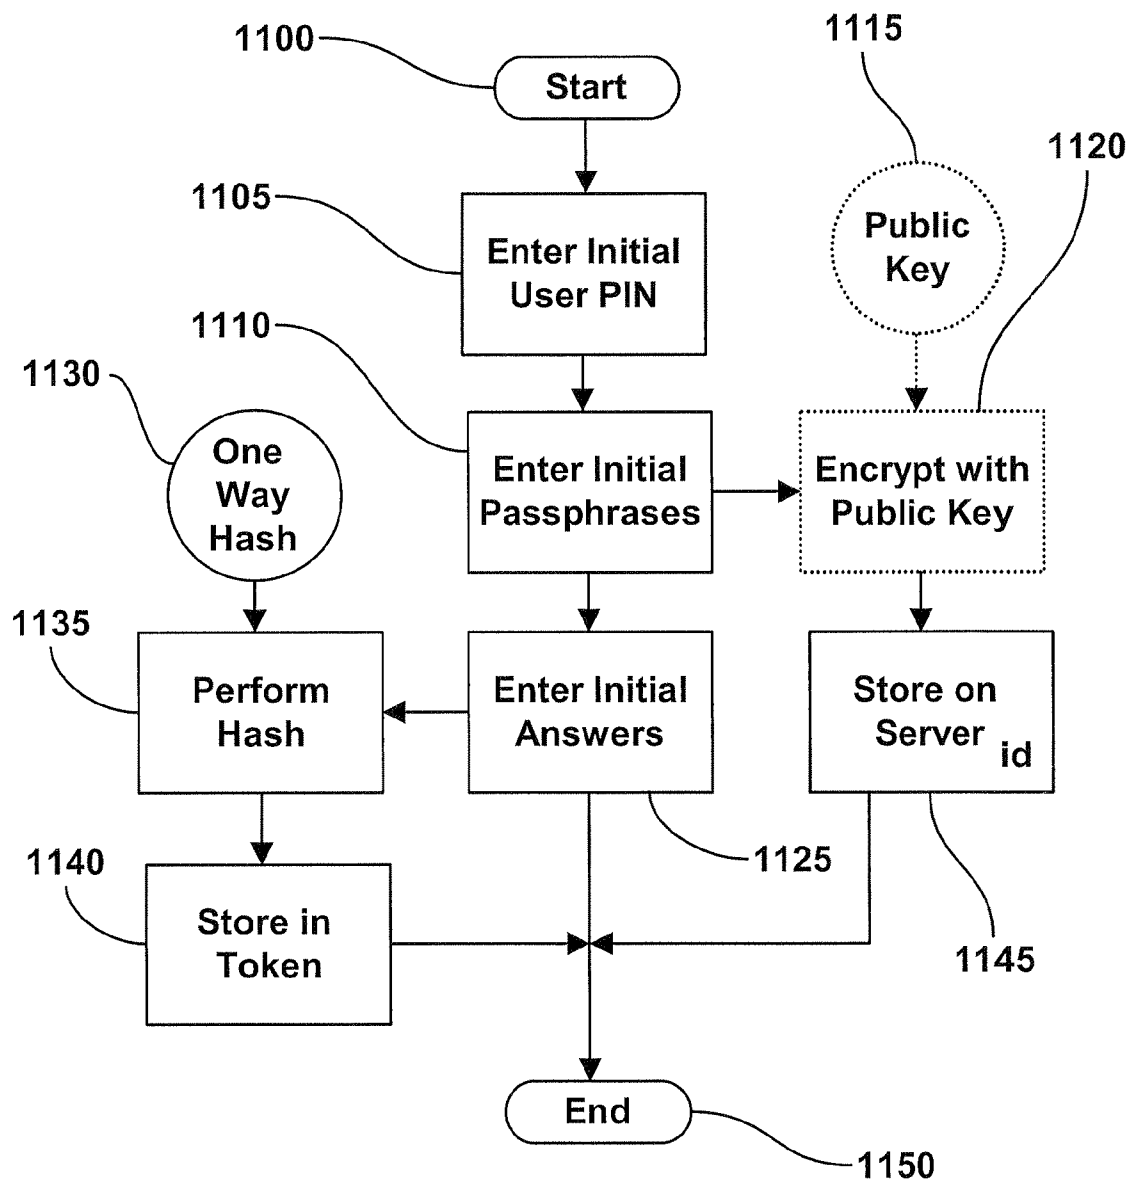 1100
Start
1115
1120
1105
Public
Key
Enter Initial
User PIN
1110
1130
One
Way
Hash
Enter Initial
Passphrases
Encrypt with
Public Key
1135
Perform
Hash
Enter Initial
Answers
Store on
Server
id
1140
1125
Store in
Token
1145
End
1150